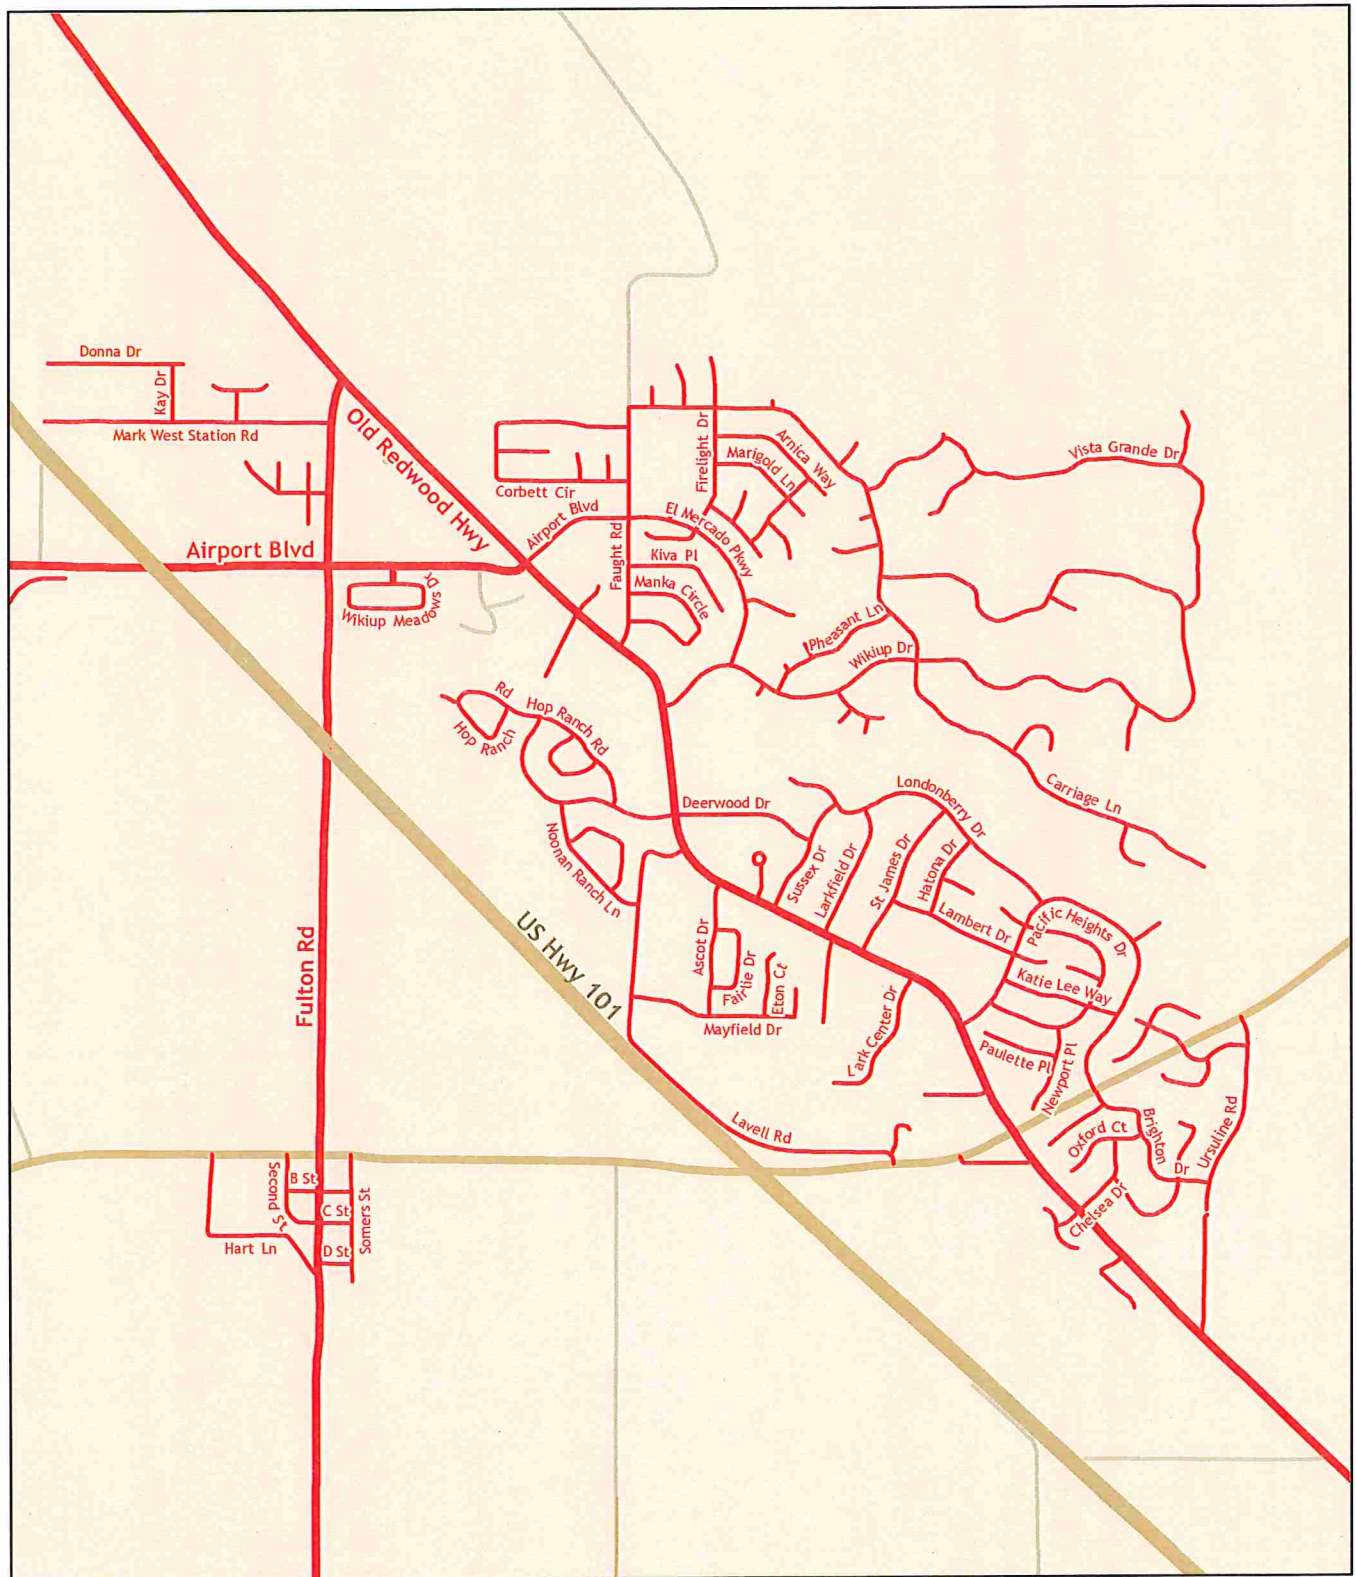 Donna Dr
Kay Dr
Mark West Station Rd
Old Redwood Hwy
Corbett Cir
Firelight Dr
Marigold Ln
Arnica Way
Vista Grande Dr
Airport Blvd
Airport Blvd
El Mercado Pkwy
Faught Rd
Kiva Pl
Manka Circle
Wikiup Meadows Dr
Pheasant Ln
Wikiup Dr
Hop Ranch Rd
Hop Ranch Rd
Carriage Ln
Deerwood Dr
Londonberry Dr
Noonan Ranch Ln
Sussex Dr
Larkfield Dr
St James Dr
Hatona Dr
Lambert Dr
Pacific Heights Dr
US Hwy 101
Fulton Rd
Ascot Dr
Fairlie Dr
Eton Ct
Mayfield Dr
Katie Lee Way
Lark Center Dr
Paulette Pl
Newport Pl
Lavell Rd
Oxford Ct
Brighton Dr
Ursuline Rd
Chelsea Dr
Second St
B St
C St
D St
Somers St
Hart Ln